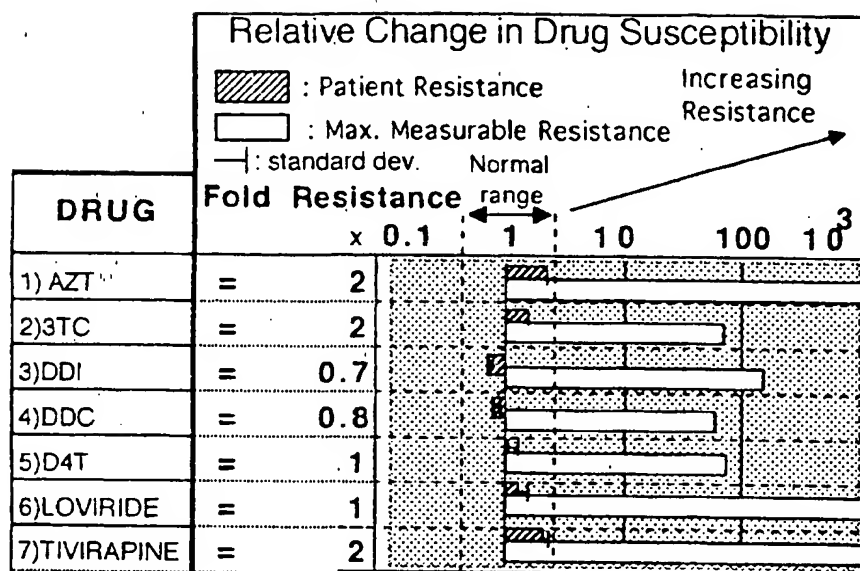 Relative Change in Drug Susceptibility
: Patient Resistance
Increasing
Resistance
: Max. Measurable Resistance
: standard dev.
Normal
range
DRUG
Fold Resistance
x 0.1 1 10 100 10³
1) AZT = 2
2)3TC = 2
3)DDI = 0.7
4)DDC = 0.8
5)D4T = 1
6)LOVIRIDE = 1
7)TIVIRAPINE = 2